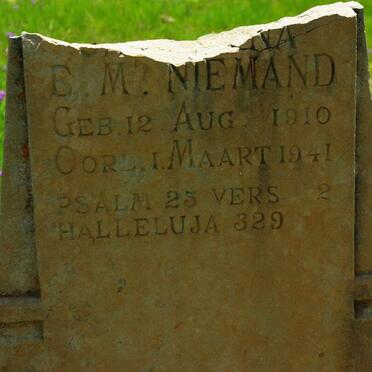 E. M. NIEMAND
GEB. 12 AUG. 1910
OORL. 1. MAART 1941
PSALM 25 VERS 2
HALLELUJA 329